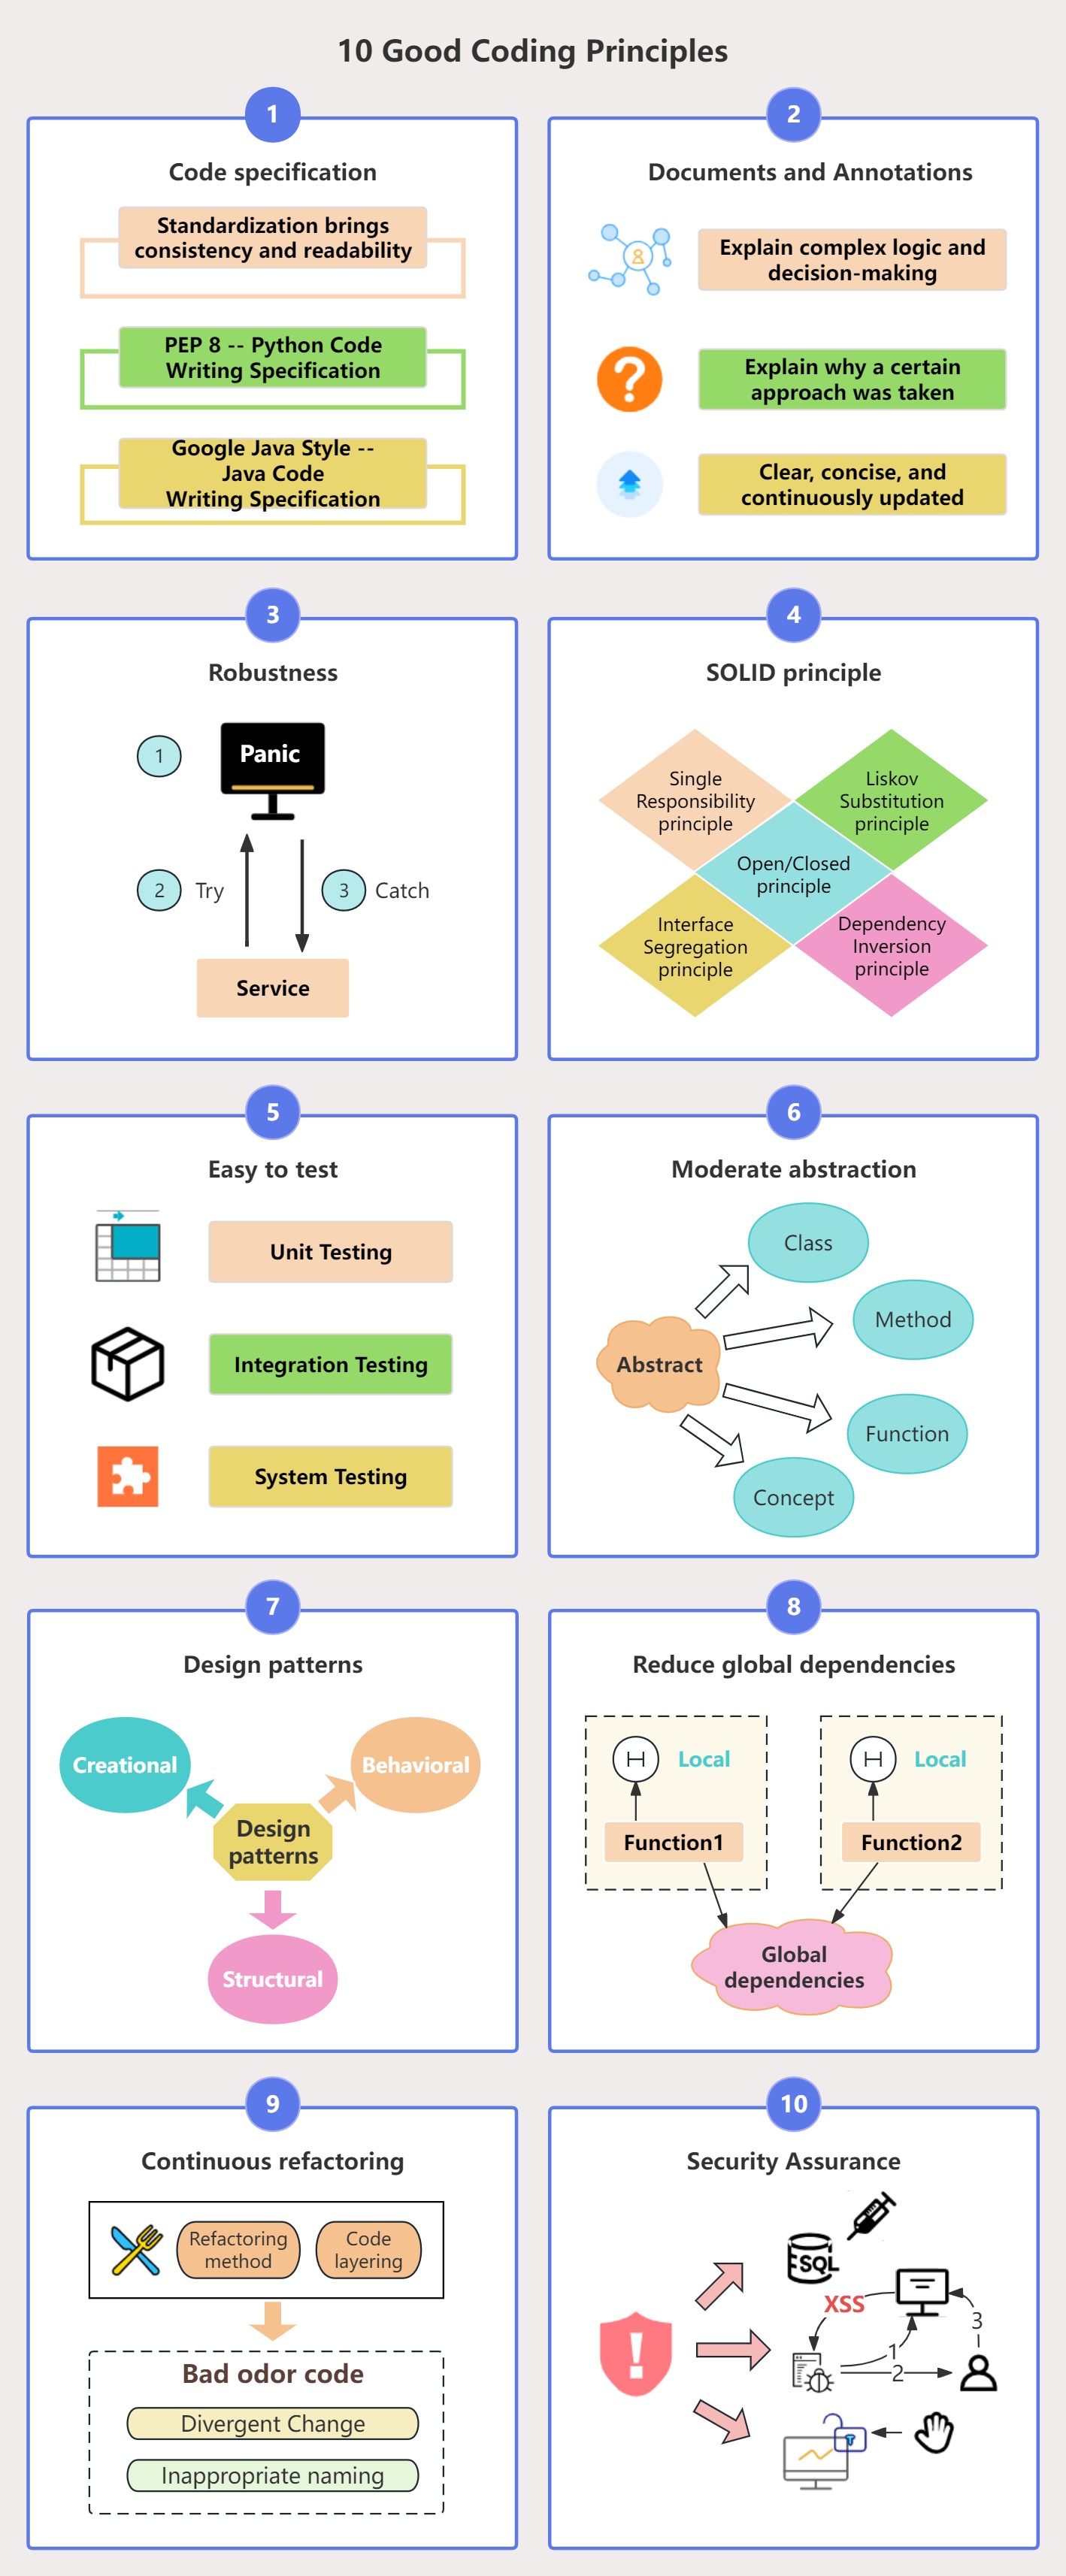 10 Good Coding Principles
1
Code specification
Standardization brings
consistency and readability
PEP 8 -- Python Code
Writing Specification
Google Java Style --
Java Code
Writing Specification
2
Documents and Annotations
Explain complex logic and
decision-making
?
Explain why a certain
approach was taken
Clear, concise, and
continuously updated
3
Robustness
1
Panic
2
Try
3
Catch
Service
4
SOLID principle
Single
Responsibility
principle
Liskov
Substitution
principle
Open/Closed
principle
Interface
Segregation
principle
Dependency
Inversion
principle
5
Easy to test
Unit Testing
Integration Testing
System Testing
6
Moderate abstraction
Class
Method
Abstract
Function
Concept
7
Design patterns
Creational
Behavioral
Design
patterns
Structural
8
Reduce global dependencies
Local
Function1
Local
Function2
Global
dependencies
9
Continuous refactoring
Refactoring
method
Code
layering
Bad odor code
Divergent Change
Inappropriate naming
10
Security Assurance
SQL
XSS
!
1
2
3